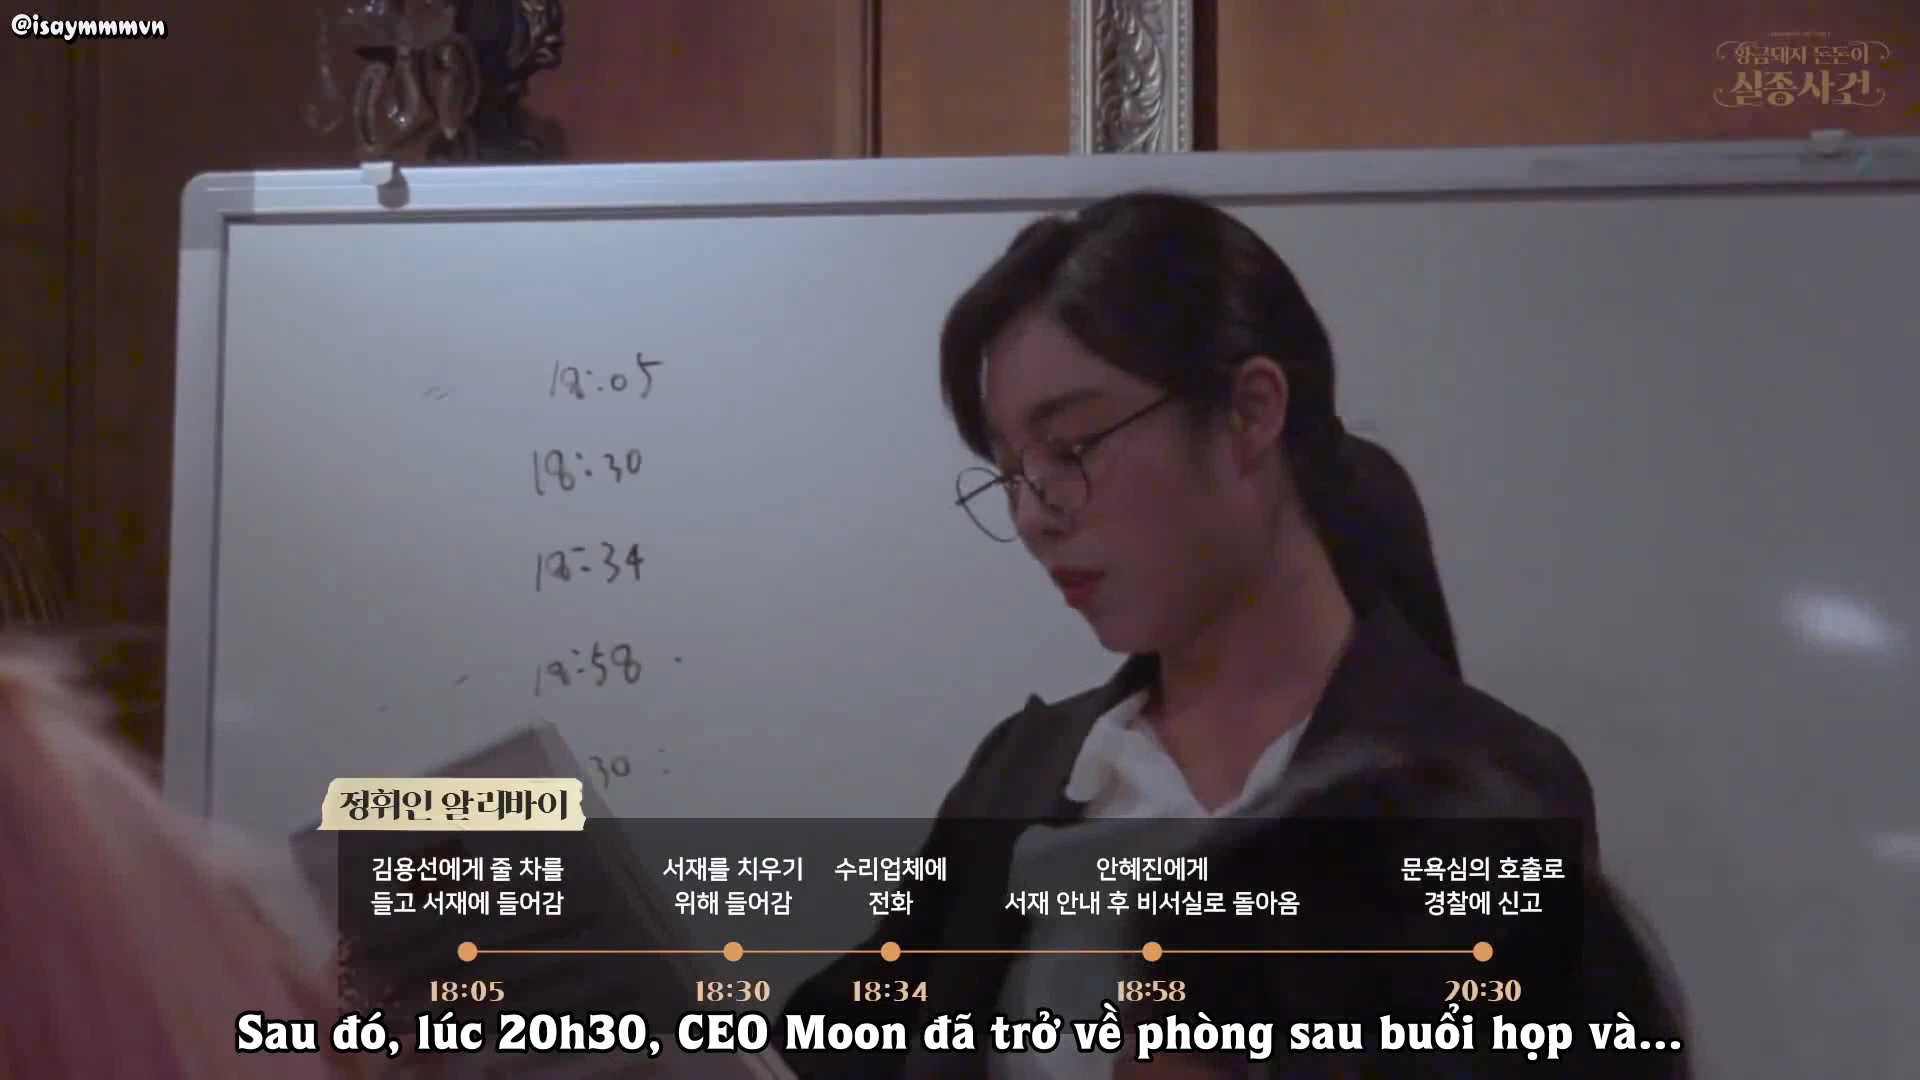 @isaymmmvn
황금돼지 돈돈이
실종사건
18:05
18:30
18:34
18:58
30
정휘인 알리바이
김용선에게 줄 차를
들고 서재에 들어감
서재를 치우기
위해 들어감
수리업체에
전화
안혜진에게
서재 안내 후 비서실로 돌아옴
문욕심의 호출로
경찰에 신고
18:05
18:30
18:34
18:58
20:30
Sau đó, lúc 20h30, CEO Moon đã trở về phòng sau buổi họp và...